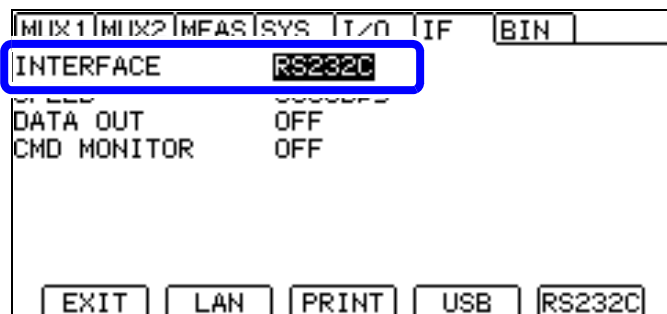 MUX1 MUX2 MEAS SYS I/O IF BIN
INTERFACE RS232C
SPEED
DATA OUT OFF
CMD MONITOR OFF
EXIT LAN PRINT USB RS232C